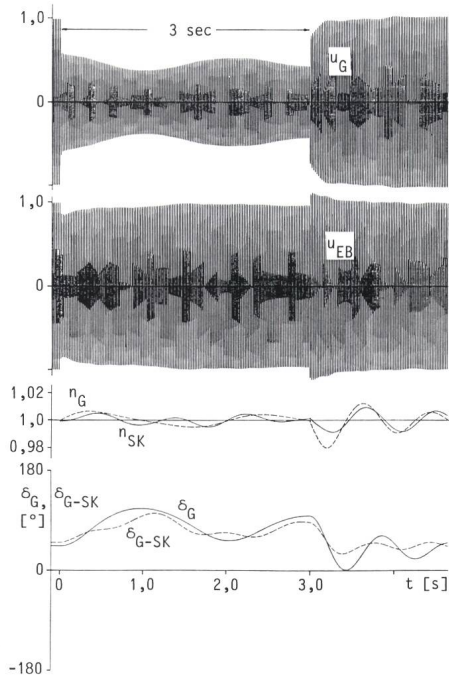 1,0
3 sec
u_G
0
1,0
u_EB
0
1,02
n_G
1,0
n_SK
0,98
180
δ_G, δ_G-SK
[°]
δ_G
δ_G-SK
0
0 1,0 2,0 3,0 t [s]
-180